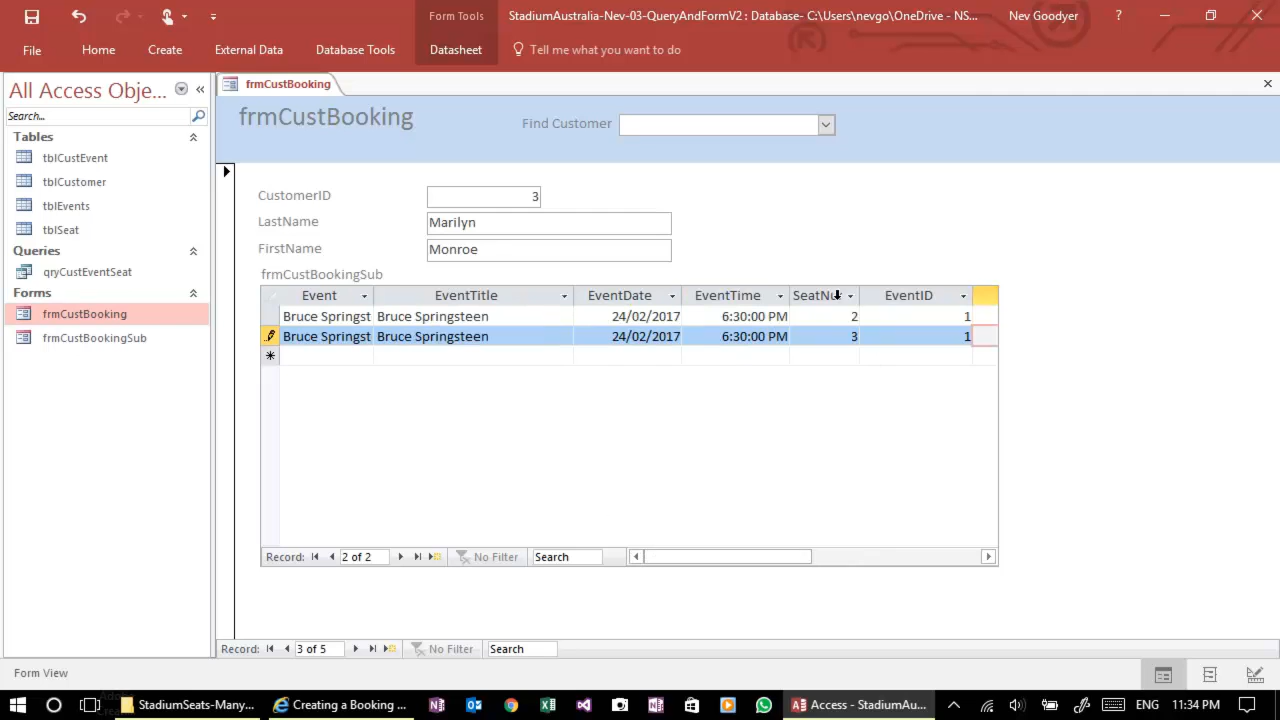 Form Tools
StadiumAustralia-Nev-03-QueryAndFormV2 : Database- C:\Users\nevgo\OneDrive - NS...
Nev Goodyer
?
File
Home
Create
External Data
Database Tools
Datasheet
Tell me what you want to do
All Access Obje...
Search...
Tables
tblCustEvent
tblCustomer
tblEvents
tblSeat
Queries
qryCustEventSeat
Forms
frmCustBooking
frmCustBookingSub
frmCustBooking
frmCustBooking
Find Customer
CustomerID 3
LastName Marilyn
FirstName Monroe
frmCustBookingSub
Event EventTitle EventDate EventTime SeatNu EventID
Bruce Springst Bruce Springsteen 24/02/2017 6:30:00 PM 2 1
Bruce Springst Bruce Springsteen 24/02/2017 6:30:00 PM 3 1
Record: 2 of 2 No Filter Search
Record: 3 of 5 No Filter Search
Form View
StadiumSeats-Many...
Creating a Booking ...
Access - StadiumAu...
ENG
11:34 PM